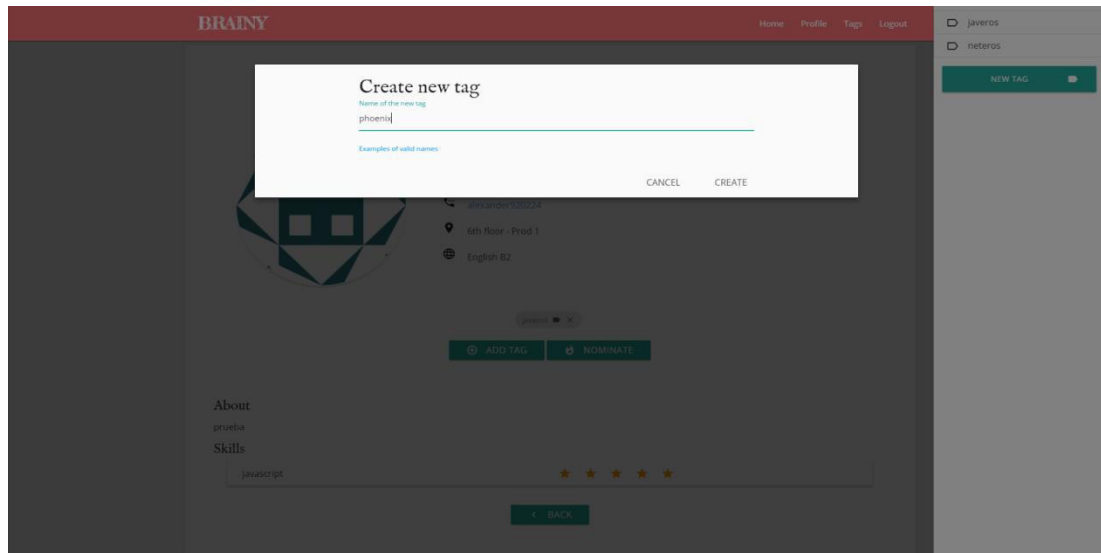 BRAINY
Home Profile Tags Logout
javeros
neteros
NEW TAG
Create new tag
Name of the new tag
phoenix
Examples of valid names
CANCEL CREATE
alexander920224
6th floor - Prod 1
English B2
javeros
ADD TAG NOMINATE
About
prueba
Skills
javascript
BACK